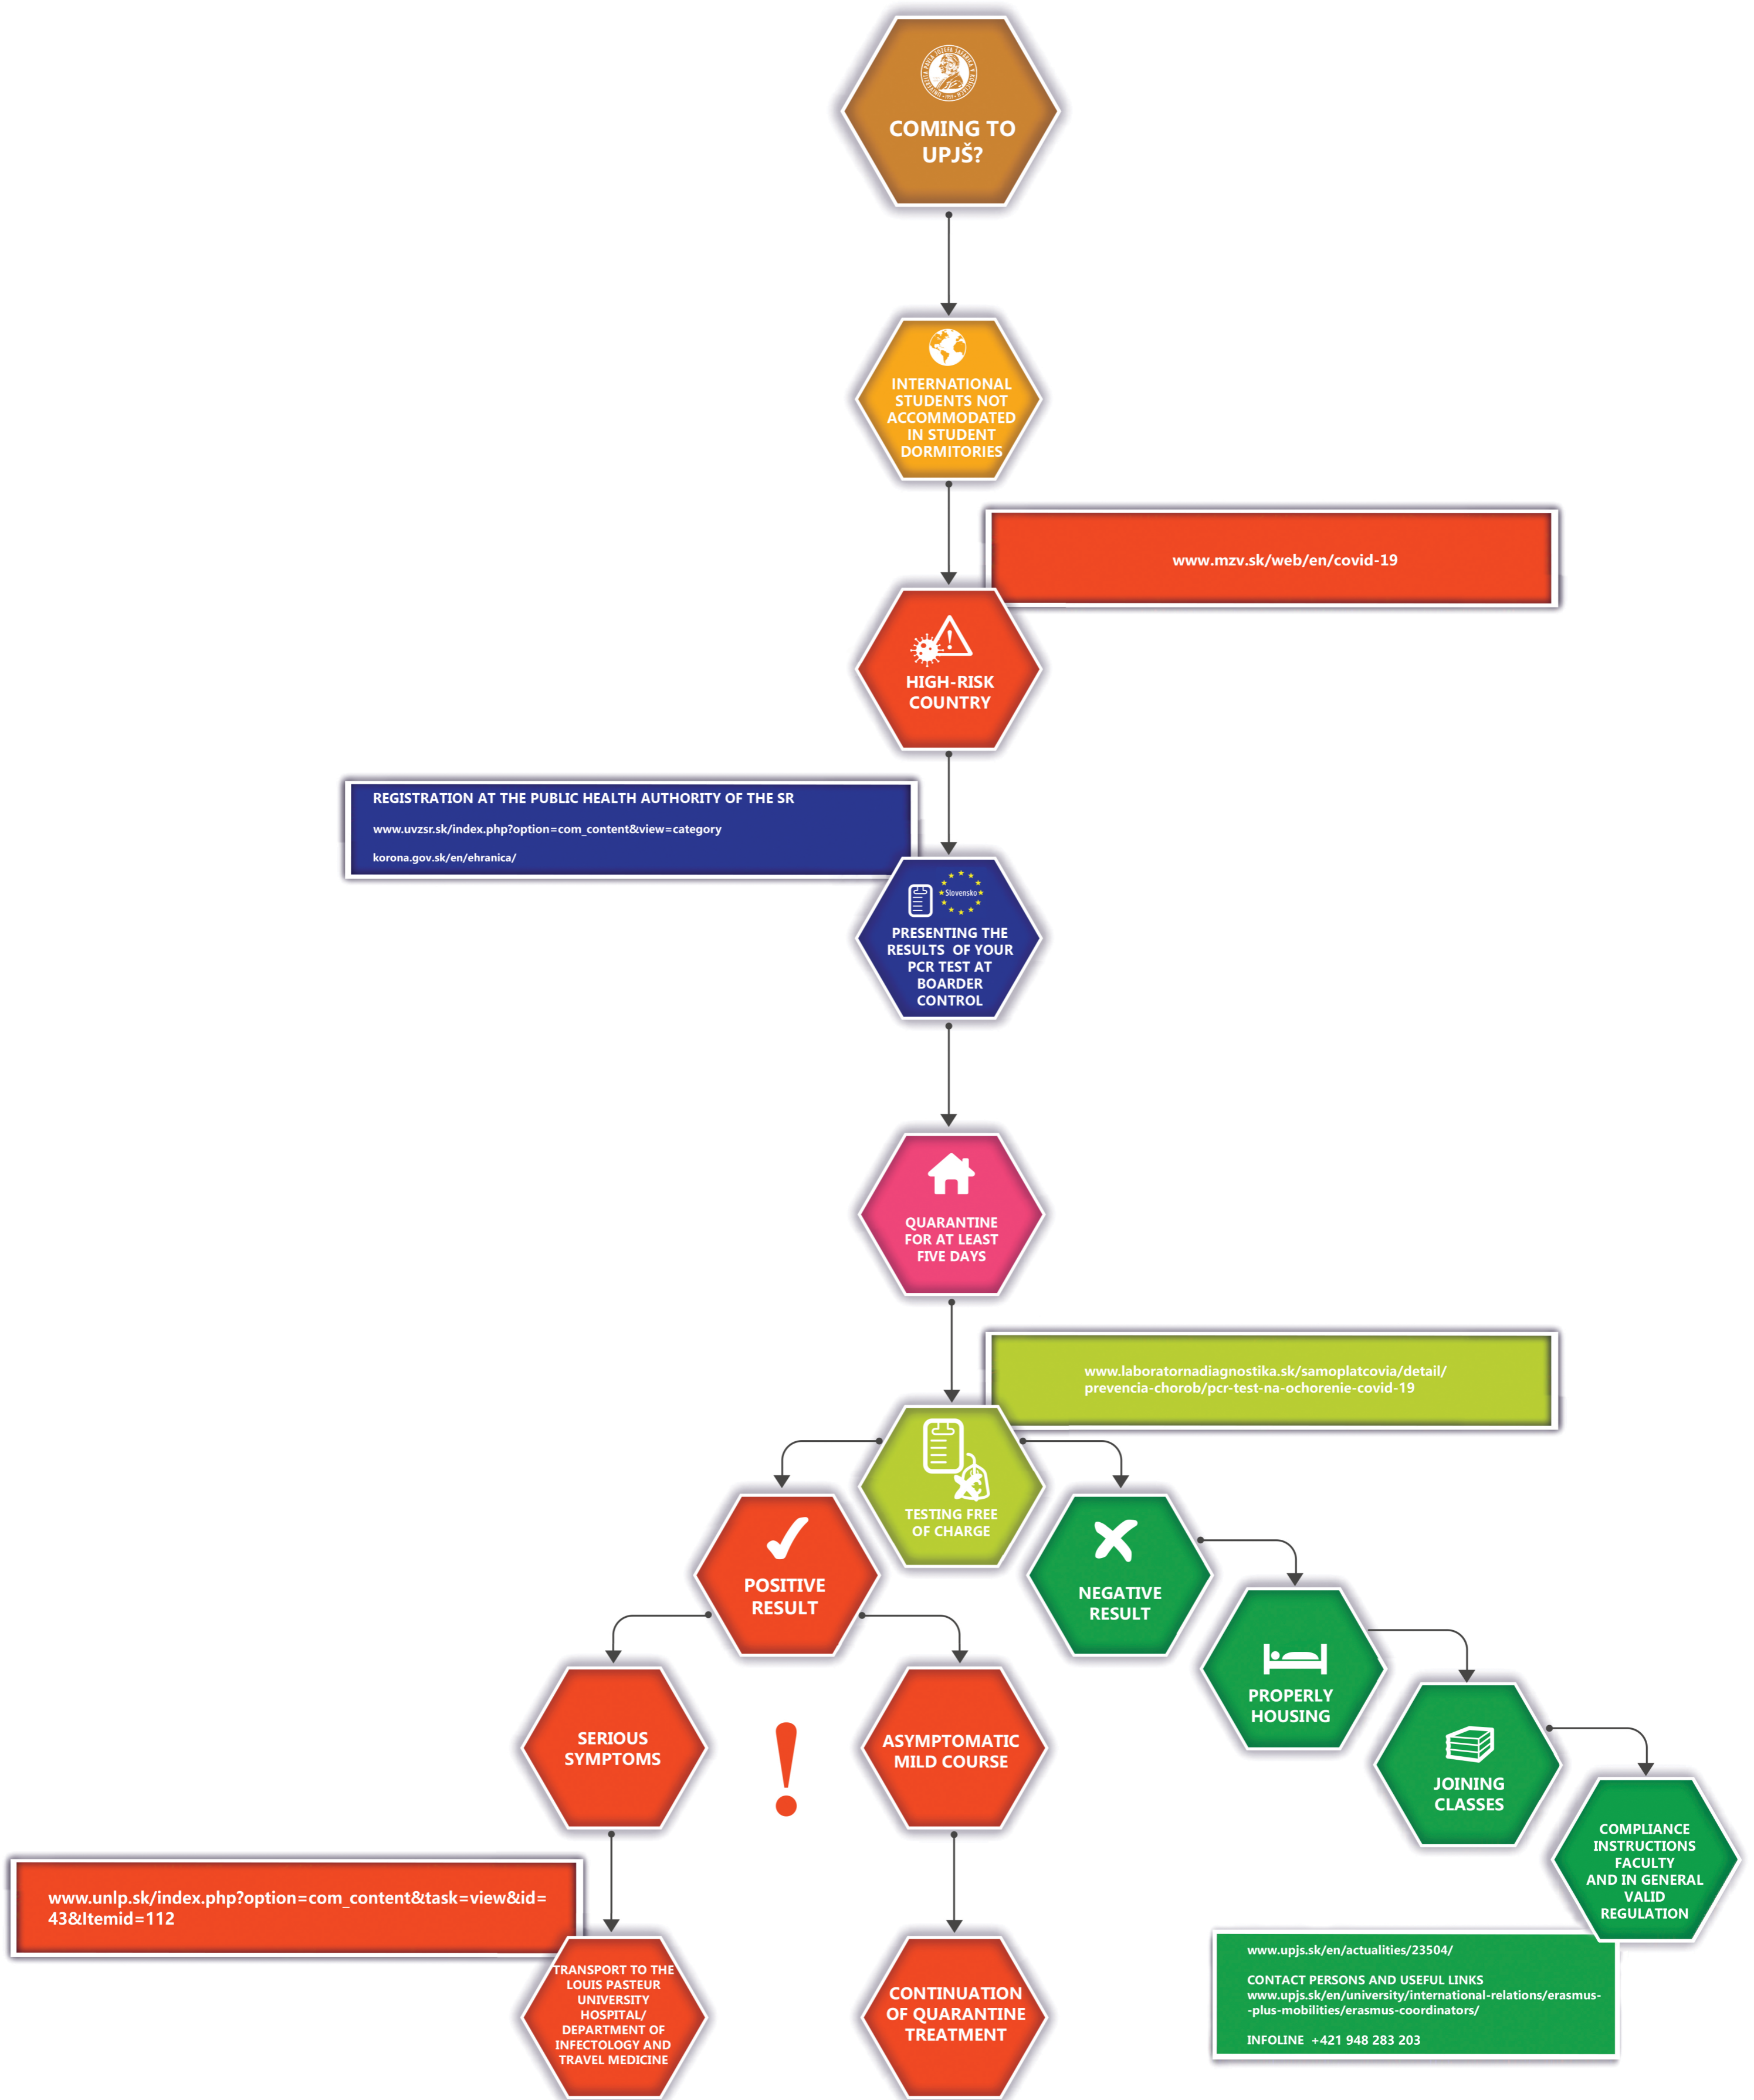 COMING TO
UPJŠ?
INTERNATIONAL
STUDENTS NOT
ACCOMMODATED
IN STUDENT
DORMITORIES
www.mzv.sk/web/en/covid-19
HIGH-RISK
COUNTRY
REGISTRATION AT THE PUBLIC HEALTH AUTHORITY OF THE SR
www.uvzsr.sk/index.php?option=com_content&view=category
korona.gov.sk/en/ehranica/
Slovensko
PRESENTING THE
RESULTS OF YOUR
PCR TEST AT
BOARDER
CONTROL
QUARANTINE
FOR AT LEAST
FIVE DAYS
www.laboratornadiagnostika.sk/samoplatcovia/detail/
prevencia-chorob/pcr-test-na-ochorenie-covid-19
TESTING FREE
OF CHARGE
POSITIVE
RESULT
NEGATIVE
RESULT
PROPERLY
HOUSING
SERIOUS
SYMPTOMS
!
ASYMPTOMATIC
MILD COURSE
JOINING
CLASSES
COMPLIANCE
INSTRUCTIONS
FACULTY
AND IN GENERAL
VALID
REGULATION
www.unlp.sk/index.php?option=com_content&task=view&id=
43&Itemid=112
TRANSPORT TO THE
LOUIS PASTEUR
UNIVERSITY
HOSPITAL/
DEPARTMENT OF
INFECTOLOGY AND
TRAVEL MEDICINE
CONTINUATION
OF QUARANTINE
TREATMENT
www.upjs.sk/en/actualities/23504/
CONTACT PERSONS AND USEFUL LINKS
www.upjs.sk/en/university/international-relations/erasmus-
-plus-mobilities/erasmus-coordinators/
INFOLINE +421 948 283 203